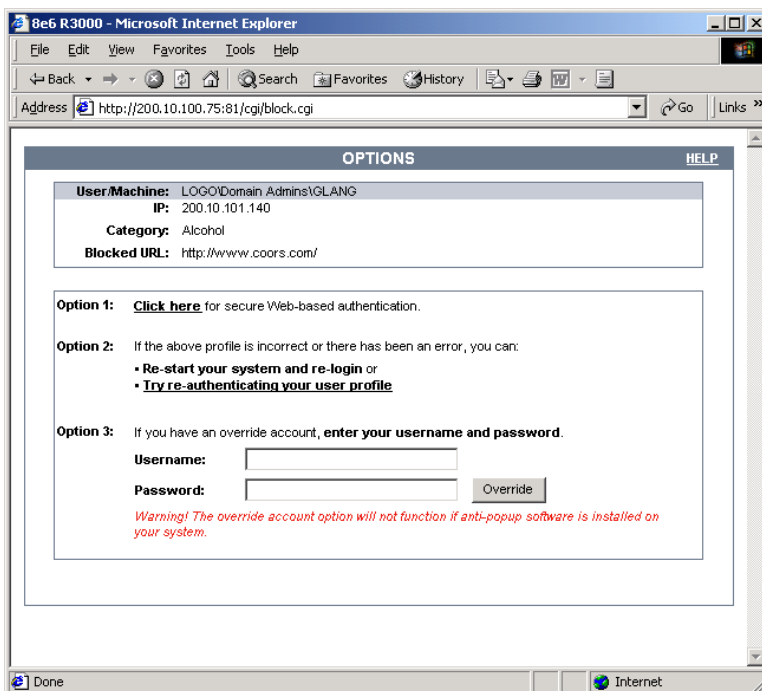 8e6 R3000 - Microsoft Internet Explorer
File Edit View Favorites Tools Help
Back Search Favorites History
Address http://200.10.100.75:81/cgi/block.cgi Go Links »
OPTIONS HELP
User/Machine: LOGO\Domain Admins\GLANG
IP: 200.10.101.140
Category: Alcohol
Blocked URL: http://www.coors.com/
Option 1: Click here for secure Web-based authentication.
Option 2: If the above profile is incorrect or there has been an error, you can:
• Re-start your system and re-login or
• Try re-authenticating your user profile
Option 3: If you have an override account, enter your username and password.
Username:
Password: Override
Warning! The override account option will not function if anti-popup software is installed on
your system.
Done Internet